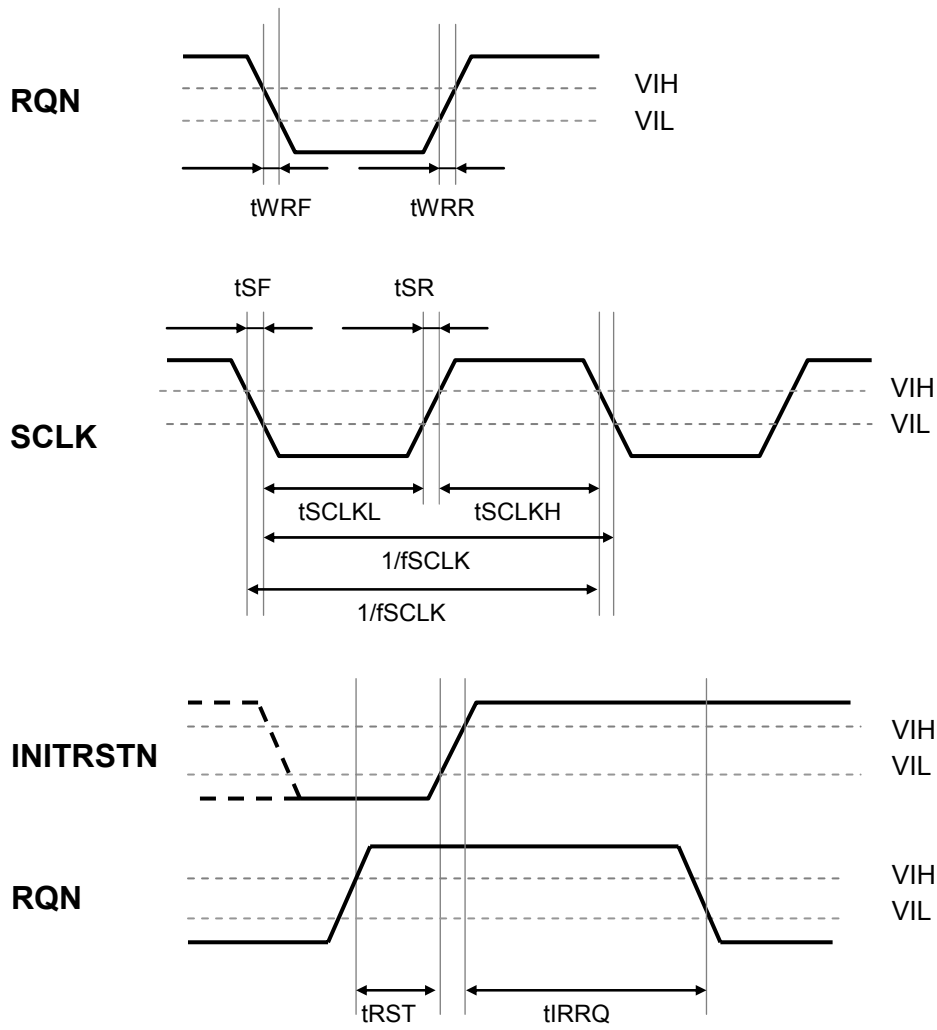 RQN
VIH
VIL
tWRF
tWRR
tSF
tSR
SCLK
VIH
VIL
tSCLKL
tSCLKH
1/fSCLK
1/fSCLK
INITRSTN
VIH
VIL
RQN
VIH
VIL
tRST
tIRRQ